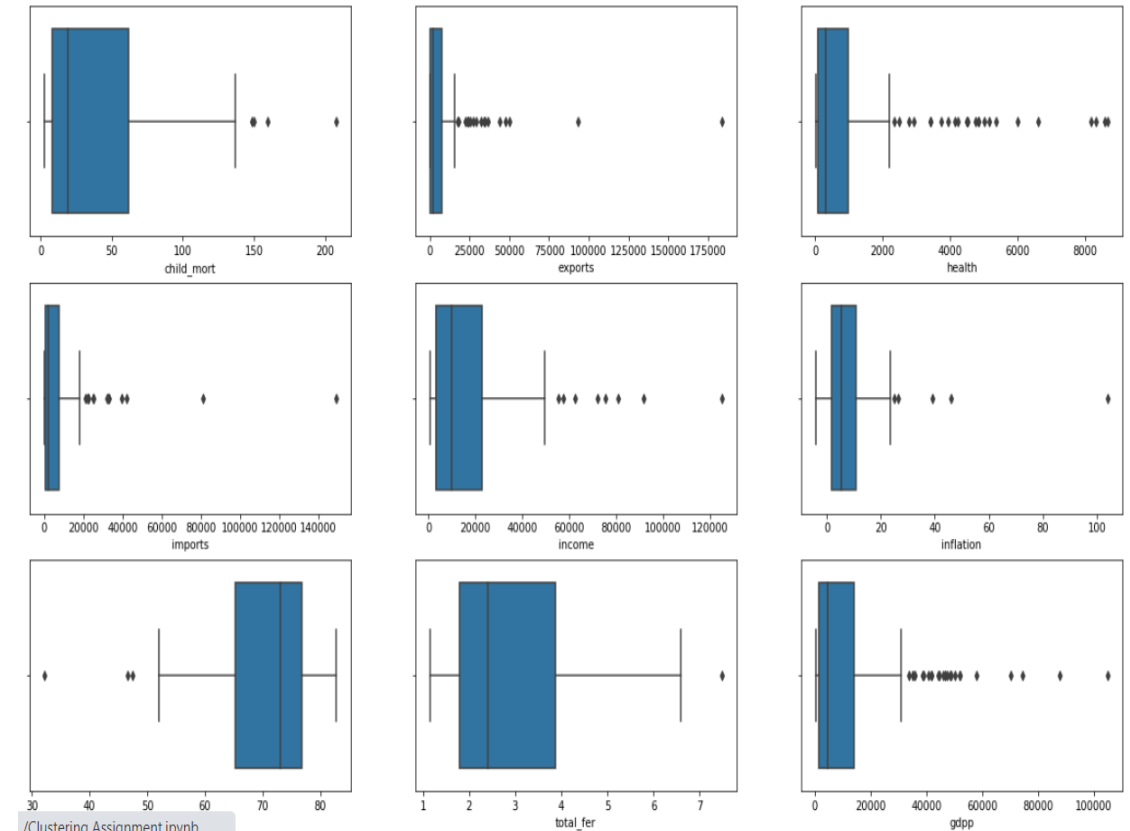 0 50 100 150 200
child_mort
0 25000 50000 75000 100000 125000 150000 175000
exports
0 2000 4000 6000 8000
health
0 20000 40000 60000 80000 100000 120000 140000
imports
0 20000 40000 60000 80000 100000 120000
income
0 20 40 60 80 100
inflation
30 40 50 60 70 80
1 2 3 4 5 6 7
total_fer
0 20000 40000 60000 80000 100000
gdpp
/Clustering Assignment.ipynb